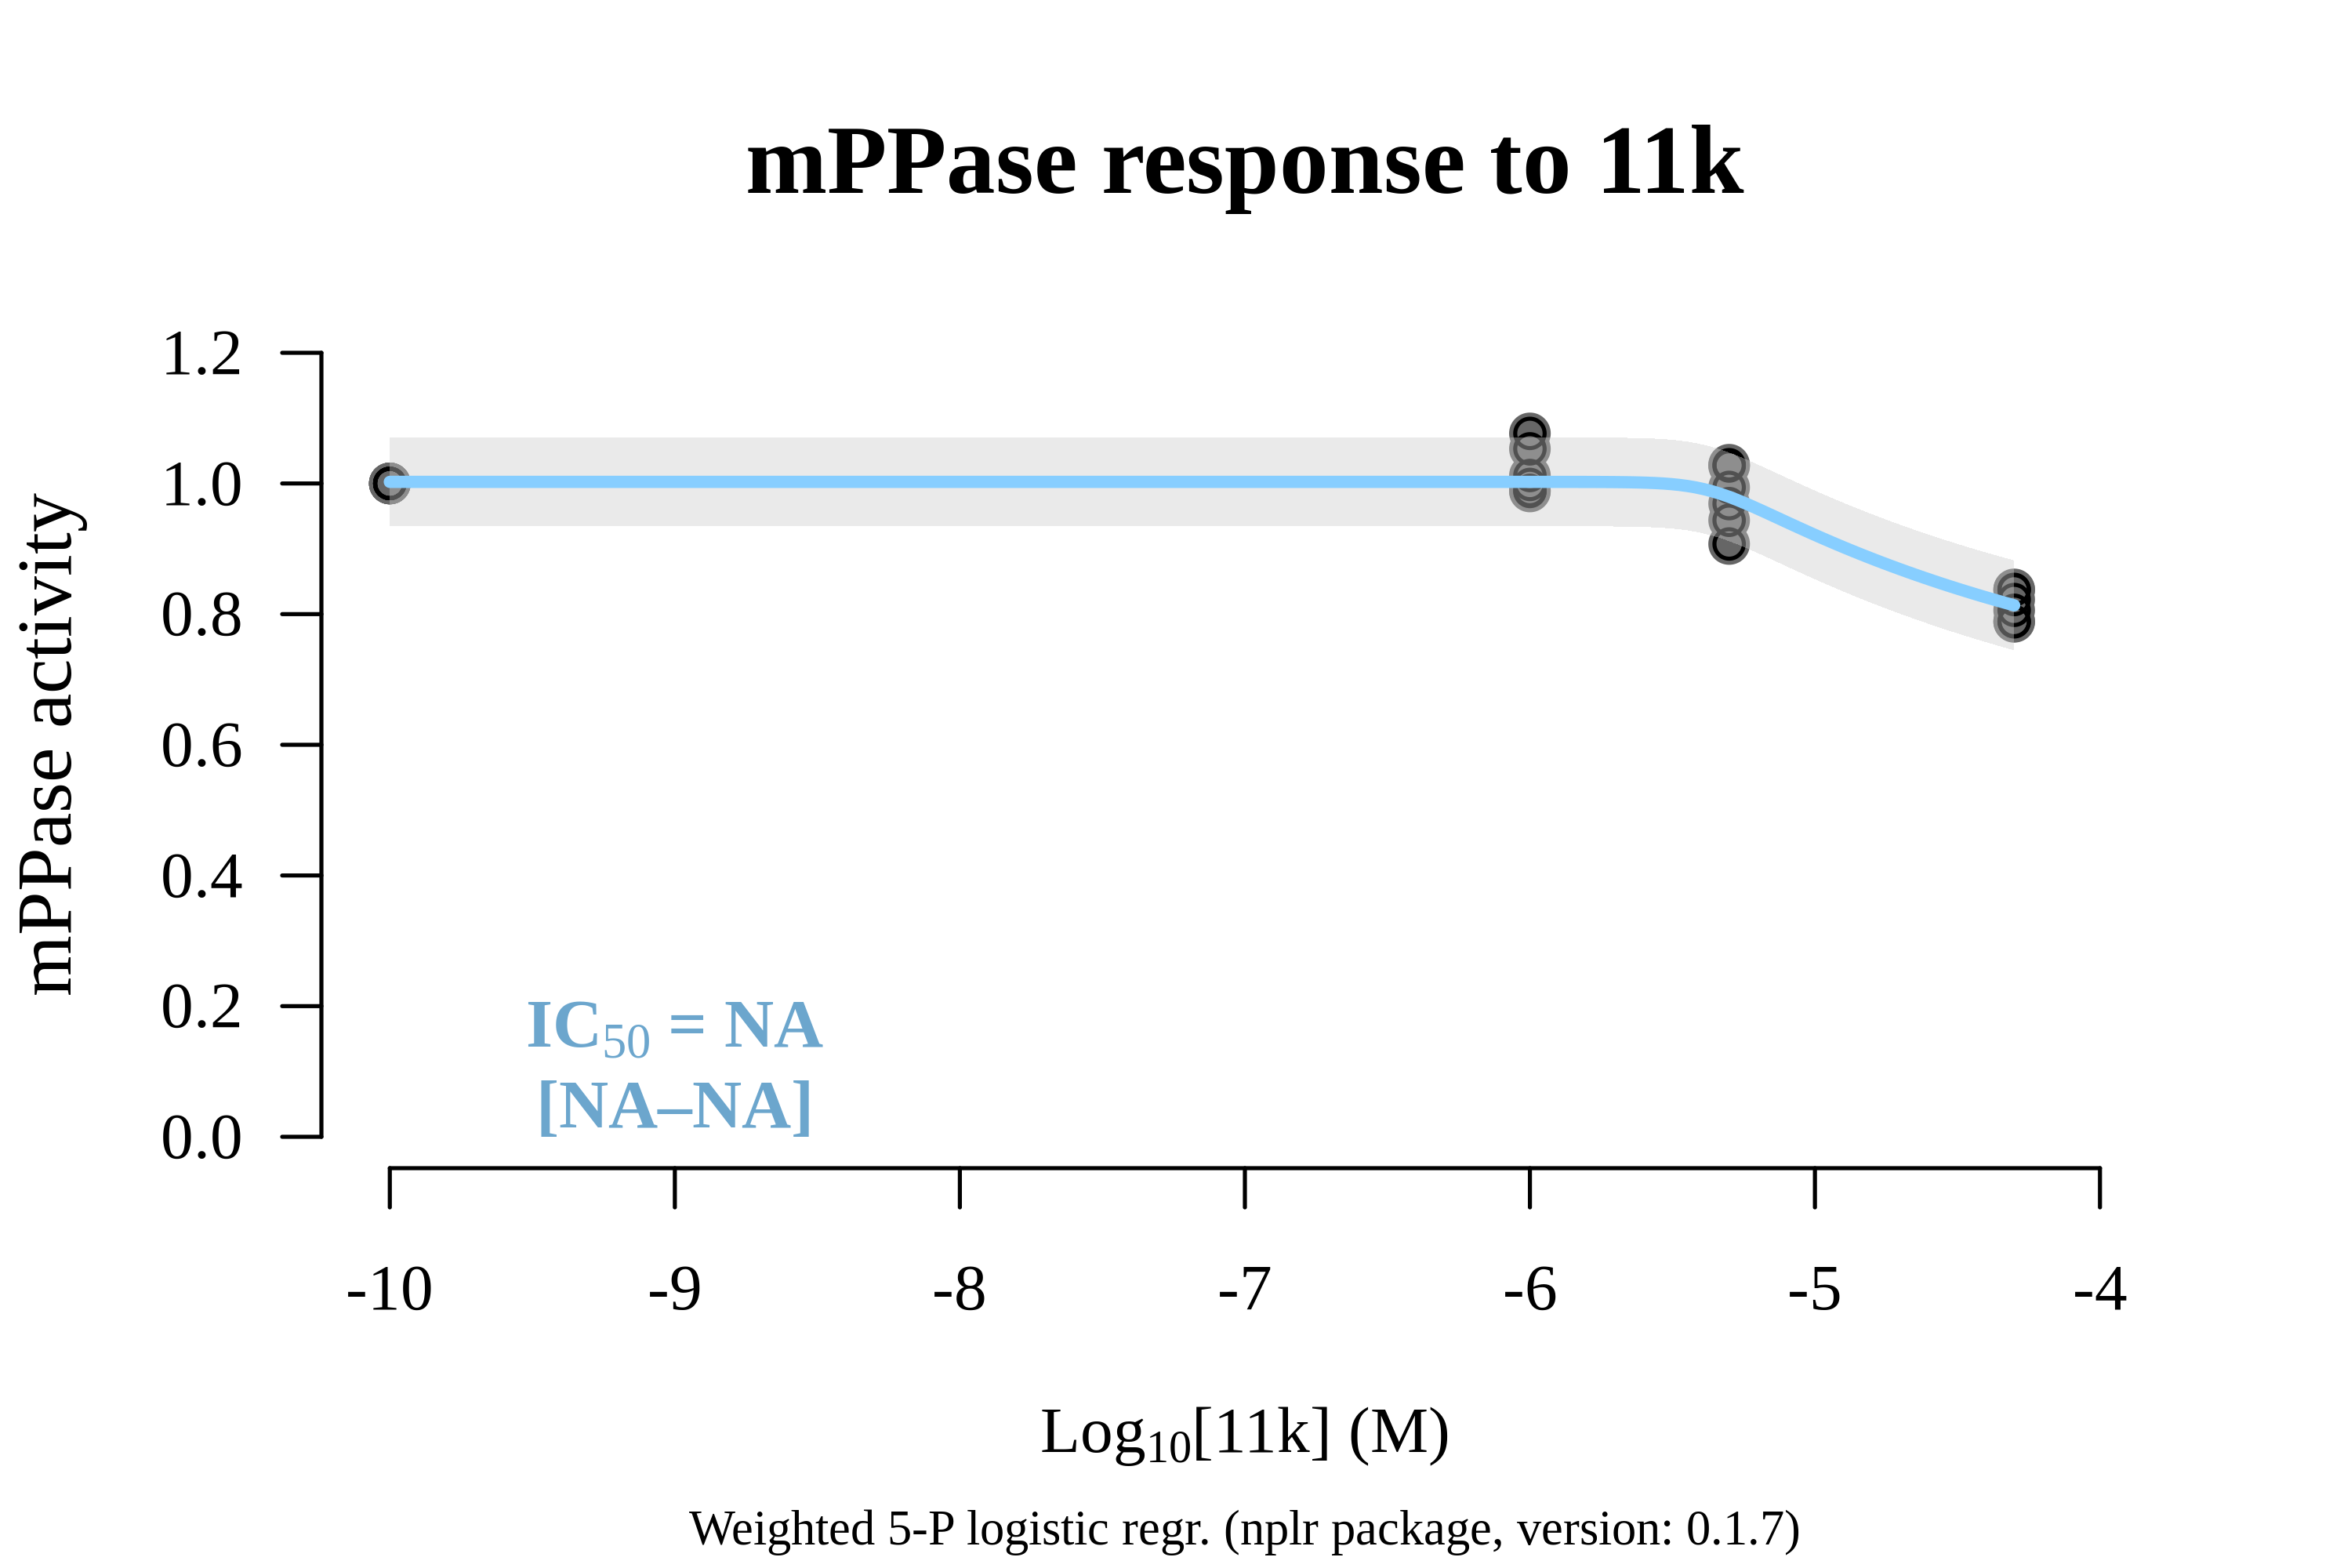 mPPase response to 11k
mPPase activity
1.2
1.0
0.8
0.6
0.4
0.2
0.0
IC50 = NA
[NA–NA]
-10 -9 -8 -7 -6 -5 -4
Log10[11k] (M)
Weighted 5-P logistic regr. (nplr package, version: 0.1.7)